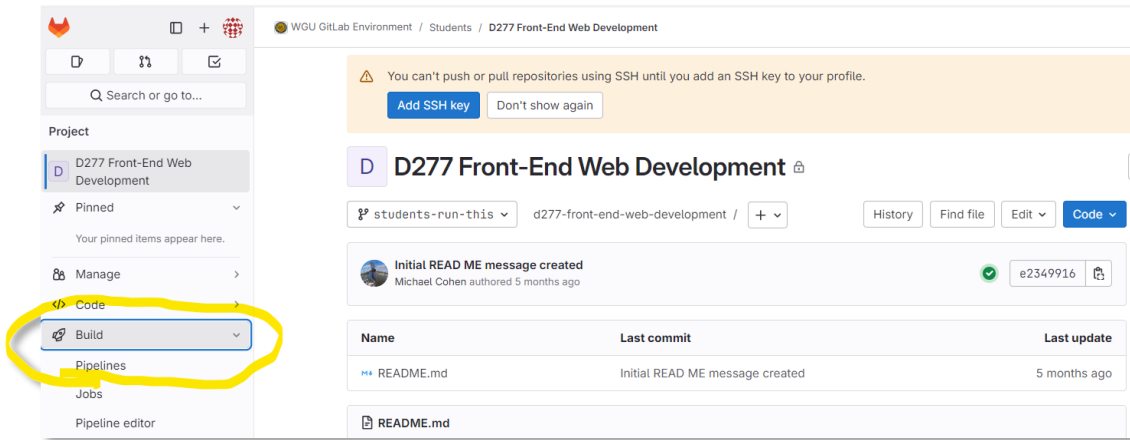 WGU GitLab Environment / Students / D277 Front-End Web Development
Search or go to...
Project
D D277 Front-End Web
Development
Pinned
Your pinned items appear here.
Manage
Code
Build
Pipelines
Jobs
Pipeline editor
You can't push or pull repositories using SSH until you add an SSH key to your profile.
Add SSH key Don't show again
D D277 Front-End Web Development
students-run-this d277-front-end-web-development / + History Find file Edit Code
Initial READ ME message created
Michael Cohen authored 5 months ago
e2349916
Name Last commit Last update
README.md Initial READ ME message created 5 months ago
README.md